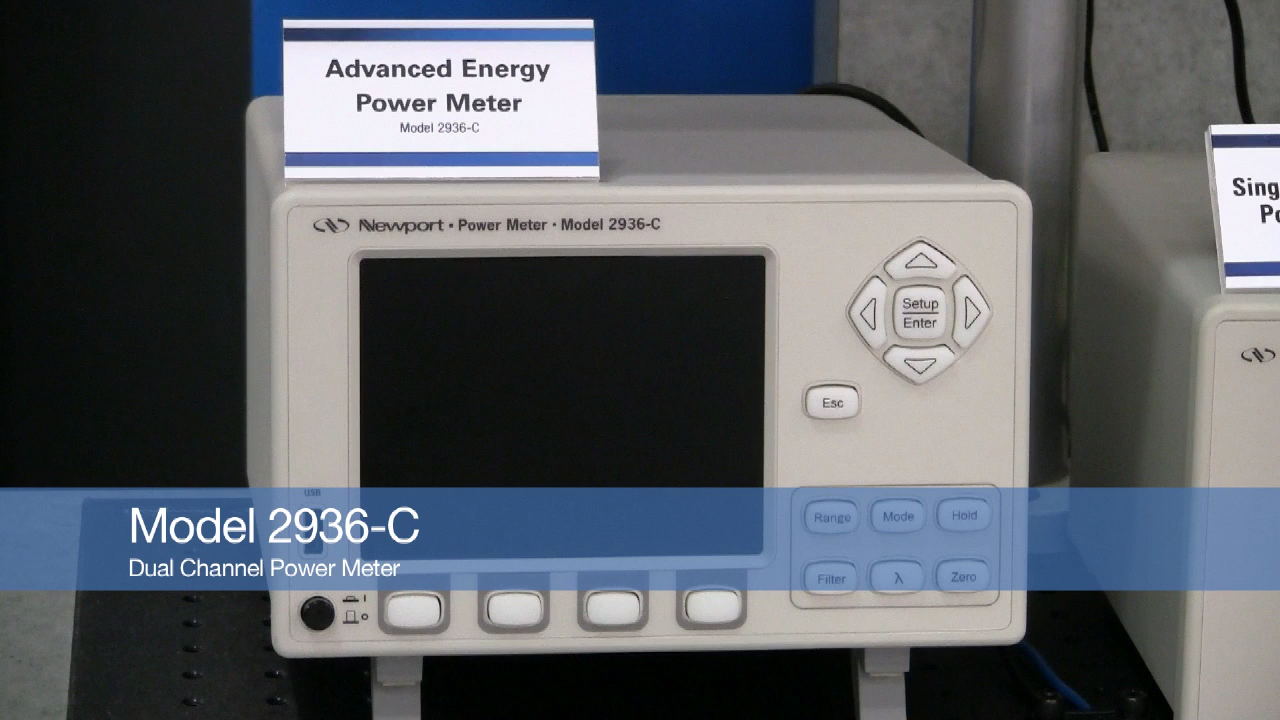 Advanced Energy
Power Meter
Model 2936-C
Sing
Newport • Power Meter • Model 2936-C
Setup
Enter
Esc
USB
Range
Mode
Hold
Model 2936-C
Dual Channel Power Meter
Filter
λ
Zero